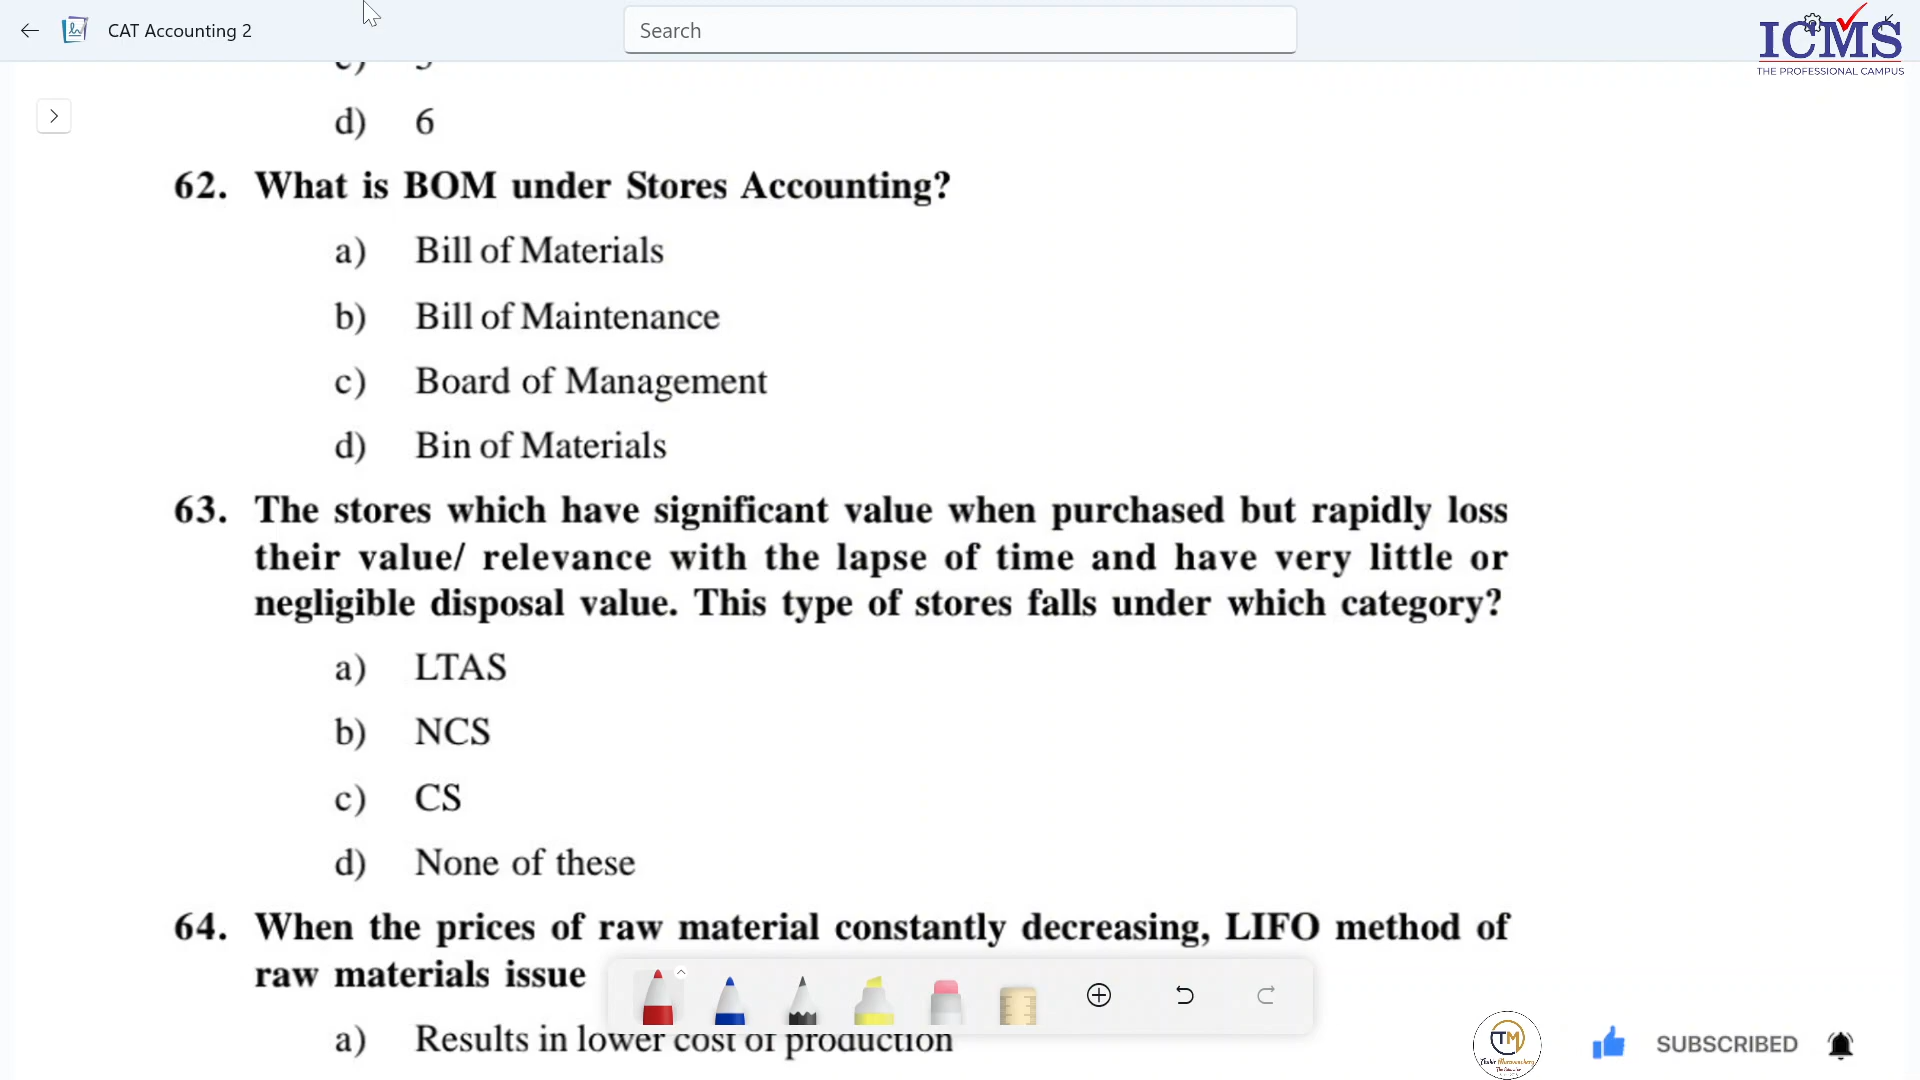 CAT Accounting 2
Search
ICMS
THE PROFESSIONAL CAMPUS
d) 6
62. What is BOM under Stores Accounting?
a) Bill of Materials
b) Bill of Maintenance
c) Board of Management
d) Bin of Materials
63. The stores which have significant value when purchased but rapidly loss
their value/ relevance with the lapse of time and have very little or
negligible disposal value. This type of stores falls under which category?
a) LTAS
b) NCS
c) CS
d) None of these
64. When the prices of raw material constantly decreasing, LIFO method of
raw materials issue
a) Results in lower cost of production
TM
SUBSCRIBED